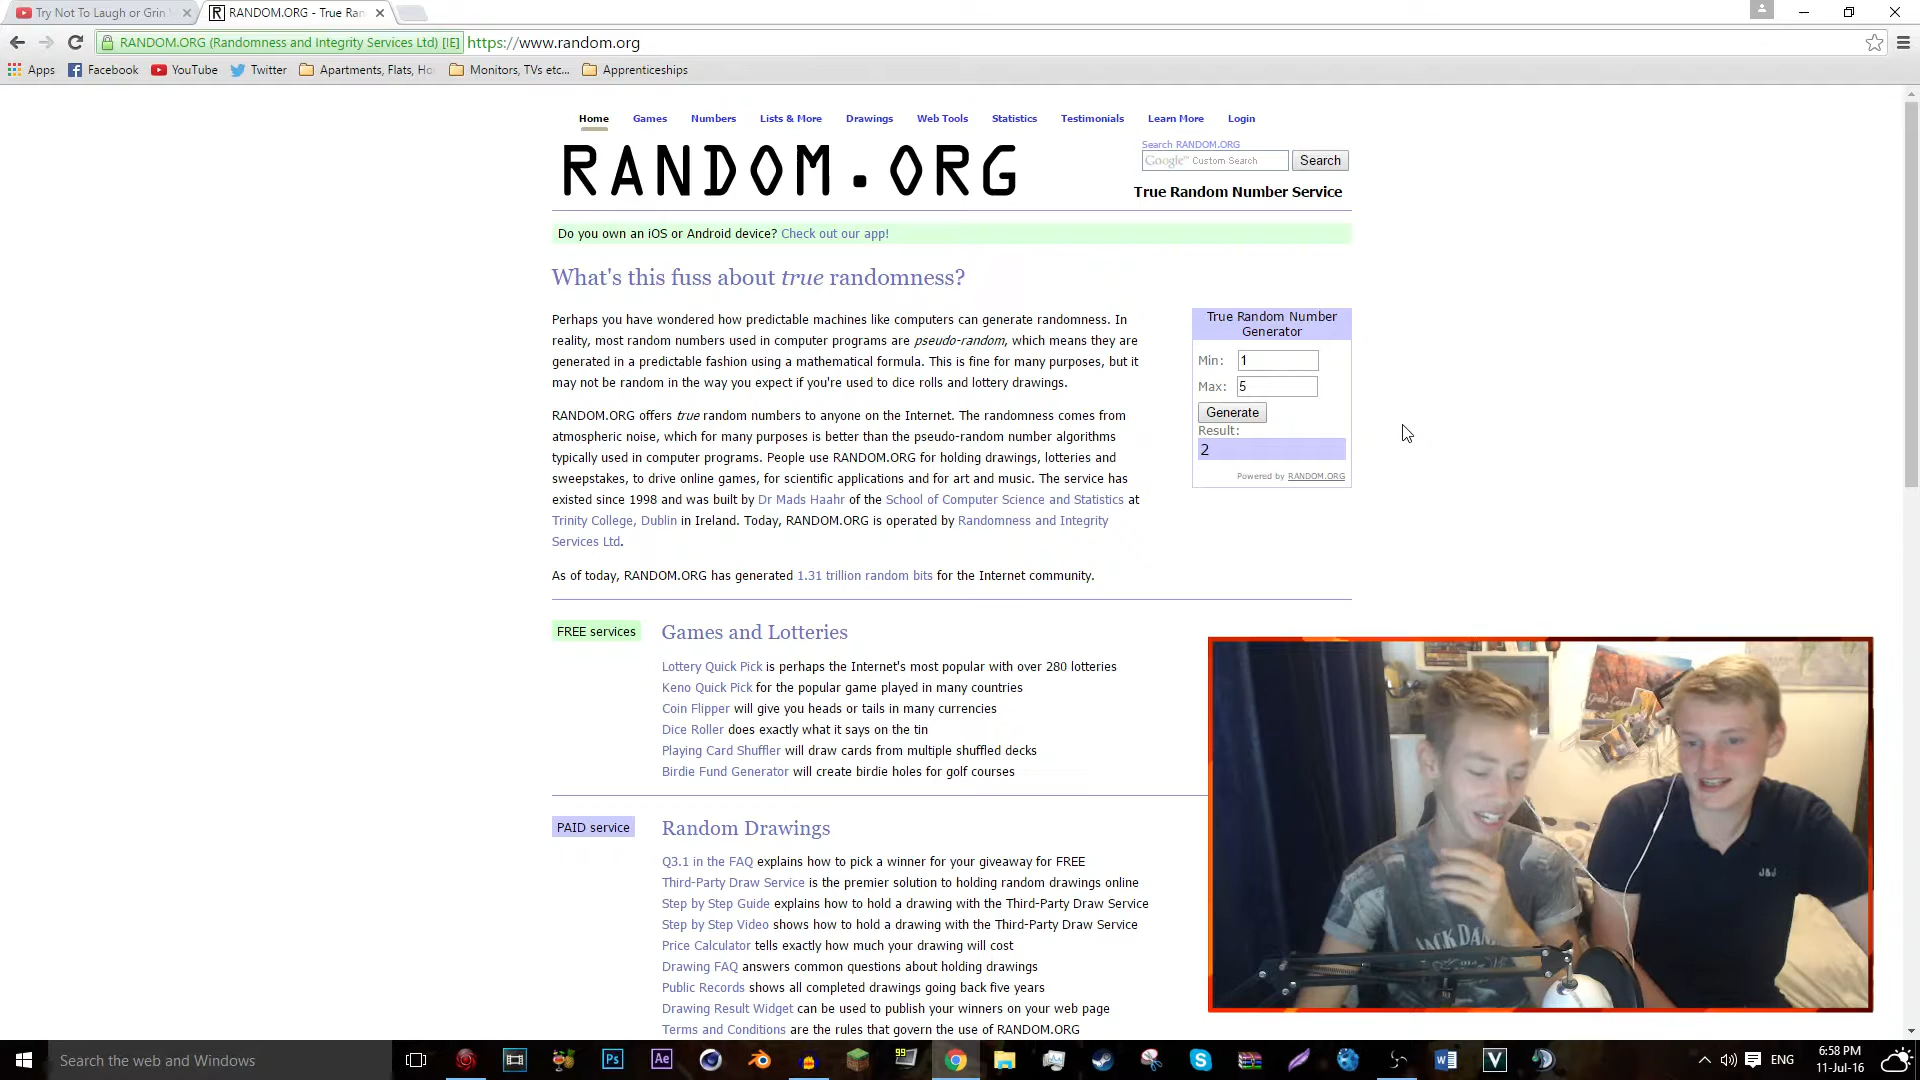 Try Not To Laugh or Grin
RANDOM.ORG - True Ran
RANDOM.ORG (Randomness and Integrity Services Ltd) [IE] https://www.random.org
Apps Facebook YouTube Twitter Apartments, Flats, Ho Monitors, TVs etc... Apprenticeships
Home Games Numbers Lists & More Drawings Web Tools Statistics Testimonials Learn More Login
RANDOM.ORG
Search RANDOM.ORG
Google™ Custom Search Search
True Random Number Service
Do you own an iOS or Android device? Check out our app!
What's this fuss about true randomness?
Perhaps you have wondered how predictable machines like computers can generate randomness. In
reality, most random numbers used in computer programs are pseudo-random, which means they are
generated in a predictable fashion using a mathematical formula. This is fine for many purposes, but it
may not be random in the way you expect if you're used to dice rolls and lottery drawings.
RANDOM.ORG offers true random numbers to anyone on the Internet. The randomness comes from
atmospheric noise, which for many purposes is better than the pseudo-random number algorithms
typically used in computer programs. People use RANDOM.ORG for holding drawings, lotteries and
sweepstakes, to drive online games, for scientific applications and for art and music. The service has
existed since 1998 and was built by Dr Mads Haahr of the School of Computer Science and Statistics at
Trinity College, Dublin in Ireland. Today, RANDOM.ORG is operated by Randomness and Integrity
Services Ltd.
As of today, RANDOM.ORG has generated 1.31 trillion random bits for the Internet community.
True Random Number
Generator
Min: 1
Max: 5
Generate
Result:
2
Powered by RANDOM.ORG
FREE services
Games and Lotteries
Lottery Quick Pick is perhaps the Internet's most popular with over 280 lotteries
Keno Quick Pick for the popular game played in many countries
Coin Flipper will give you heads or tails in many currencies
Dice Roller does exactly what it says on the tin
Playing Card Shuffler will draw cards from multiple shuffled decks
Birdie Fund Generator will create birdie holes for golf courses
PAID service
Random Drawings
Q3.1 in the FAQ explains how to pick a winner for your giveaway for FREE
Third-Party Draw Service is the premier solution to holding random drawings online
Step by Step Guide explains how to hold a drawing with the Third-Party Draw Service
Step by Step Video shows how to hold a drawing with the Third-Party Draw Service
Price Calculator tells exactly how much your drawing will cost
Drawing FAQ answers common questions about holding drawings
Public Records shows all completed drawings going back five years
Drawing Result Widget can be used to publish your winners on your web page
Terms and Conditions are the rules that govern the use of RANDOM.ORG
J&J
JACK DAN
Search the web and Windows
Ps
Ae
99
ENG
6:58 PM
11-Jul-16